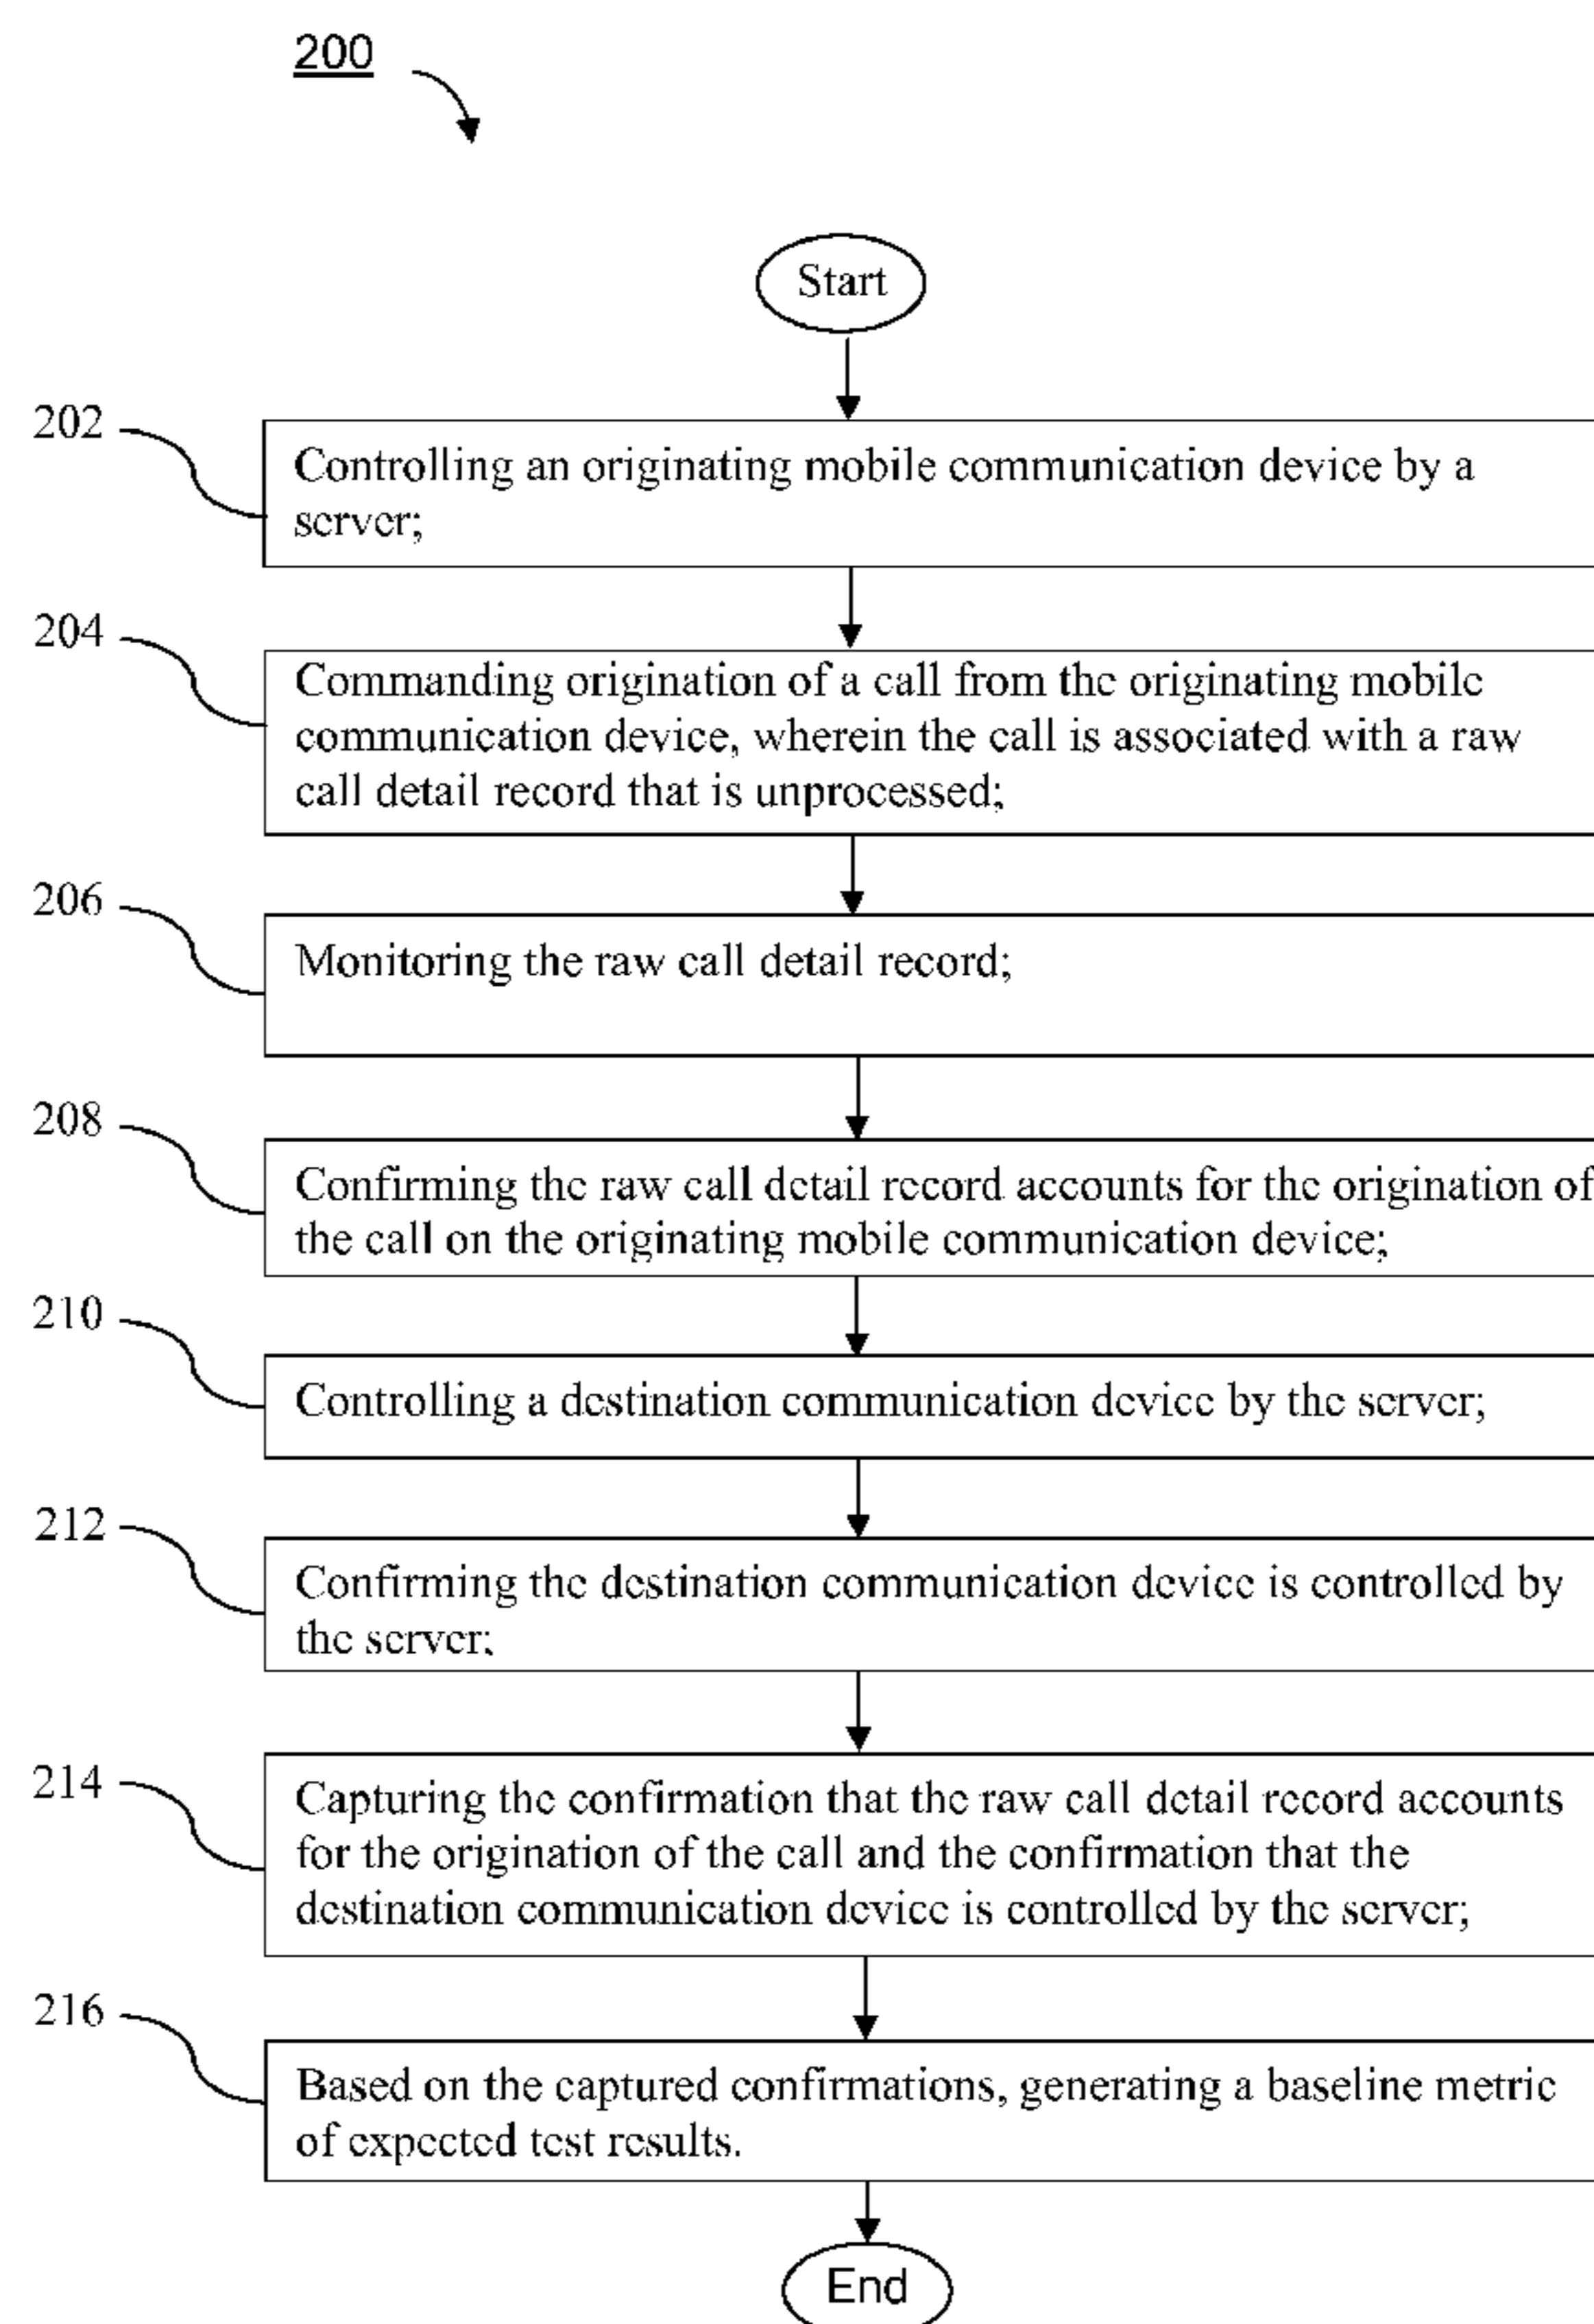 200
Start
202
Controlling an originating mobile communication device by a
server;
204
Commanding origination of a call from the originating mobile
communication device, wherein the call is associated with a raw
call detail record that is unprocessed;
206
Monitoring the raw call detail record;
208
Confirming the raw call detail record accounts for the origination of
the call on the originating mobile communication device;
210
Controlling a destination communication device by the server;
212
Confirming the destination communication device is controlled by
the server;
214
Capturing the confirmation that the raw call detail record accounts
for the origination of the call and the confirmation that the
destination communication device is controlled by the server;
216
Based on the captured confirmations, generating a baseline metric
of expected test results.
End